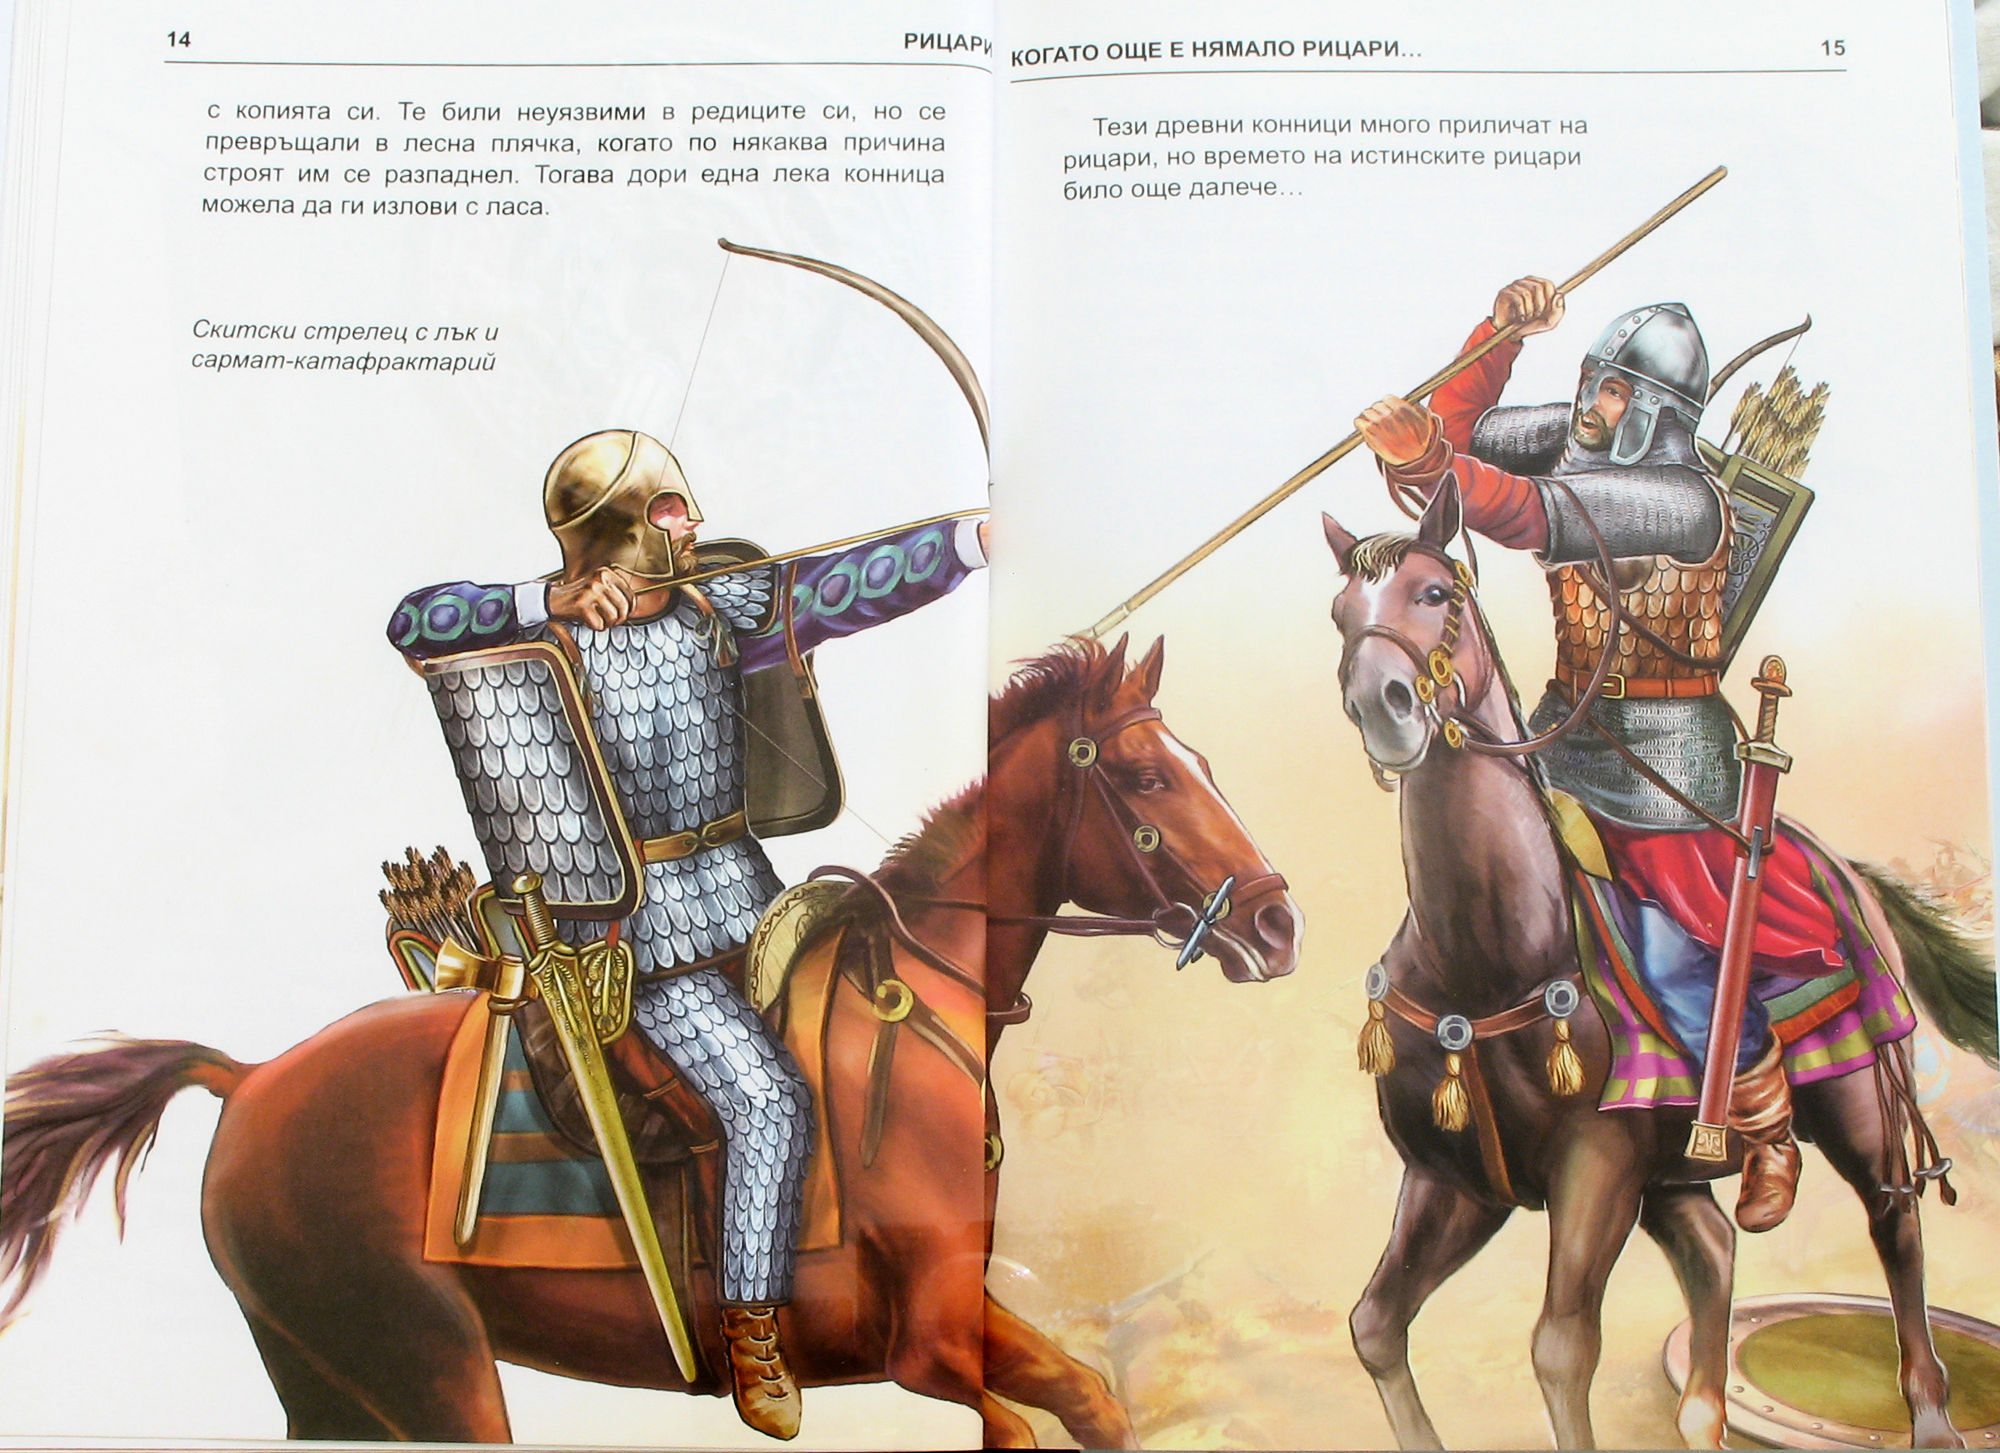 14
РИЦАРИ
с копията си. Те били неуязвими в редиците си, но се
превръщали в лесна плячка, когато по някаква причина
строят им се разпаднел. Тогава дори една лека конница
можела да ги излови с ласа.
Скитски стрелец с лък и
сармат-катафрактарий
КОГАТО ОЩЕ Е НЯМАЛО РИЦАРИ...
15
Тези древни конници много приличат на
рицари, но времето на истинските рицари
било още далече...